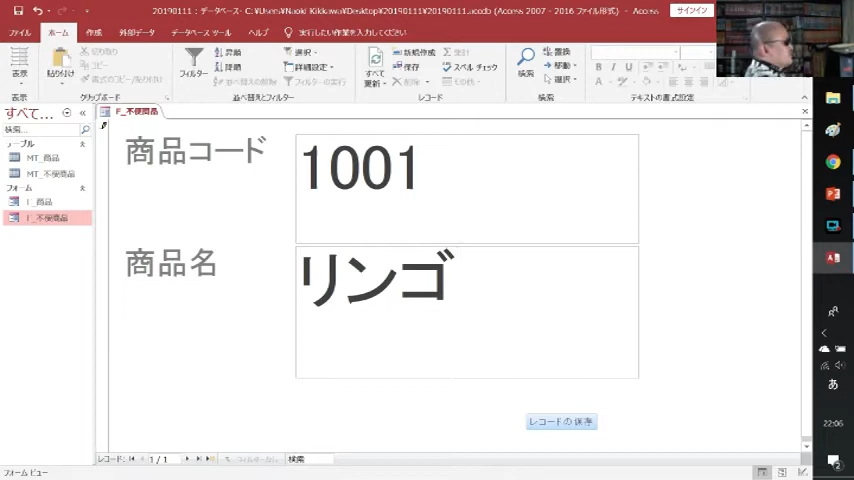 20190111：データベース- C:¥Users¥Naoki Kikkawa¥Desktop¥20190111¥20190111.accdb (Access 2007 - 2016 ファイル形式) - Access
サインイン
ファイル ホーム 作成 外部データ データベース ツール ヘルプ 実行したい作業を入力してください
表示
表示
貼り付け
切り取り
コピー
書式のコピー/貼り付け
クリップボード
フィルター
昇順
降順
並べ替えの解除
選択
詳細設定
フィルターの実行
並べ替えとフィルター
すべて
更新
新規作成
保存
削除
集計
スペル チェック
その他
レコード
検索
置換
移動
選択
検索
B I U
A
テキストの書式設定
すべて...
検索...
テーブル
MT_商品
MT_不便商品
フォーム
F_商品
F_不便商品
F_不便商品
商品コード
1001
商品名
リンゴ
レコードの保存
レコード: 1 / 1
検索
フォーム ビュー
あ
22:06
2